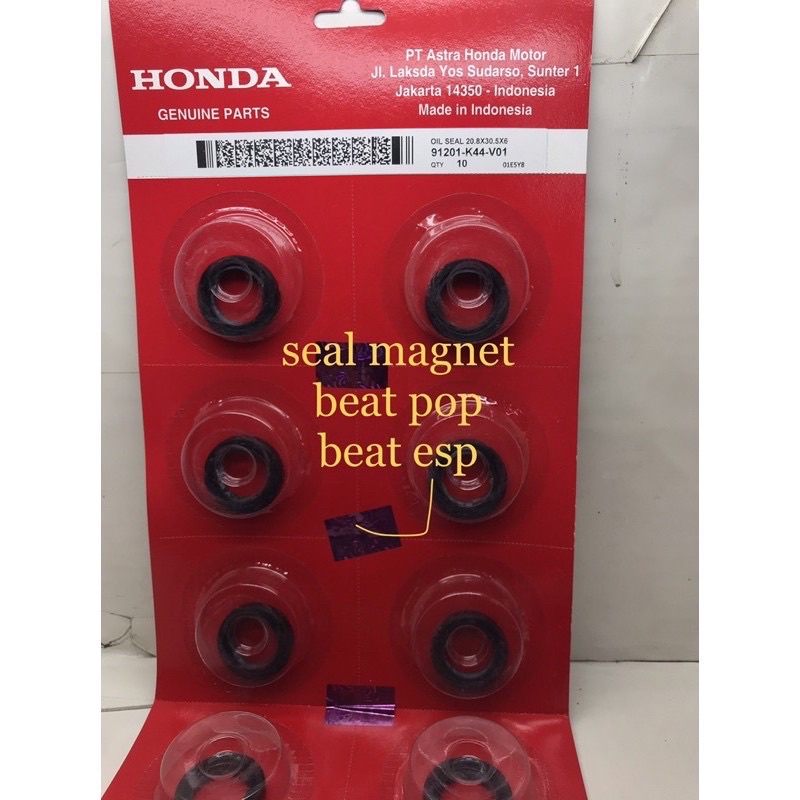 PT Astra Honda Motor
Jl. Laksda Yos Sudarso, Sunter 1
Jakarta 14350 - Indonesia
Made in Indonesia
HONDA
GENUINE PARTS
OIL SEAL 20.8X30.5X6
91201-K44-V01
QTY 10 01E5Y8
seal magnet
beat pop
beat esp